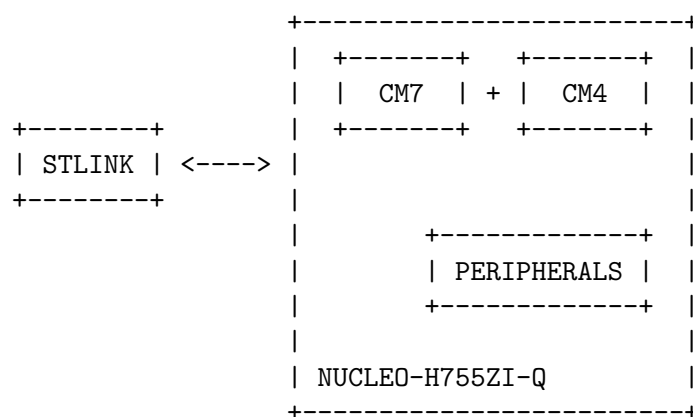 +--------------------------+
                       |  +-------+   +-------+  |
                       |  |  CM7  | + |  CM4  |  |
+--------+             |  +-------+   +-------+  |
| STLINK | <----> |                          |
+--------+             |                          |
                       |        +-------------+  |
                       |        | PERIPHERALS |  |
                       |        +-------------+  |
                       |                          |
                       | NUCLEO-H755ZI-Q          |
                       +--------------------------+